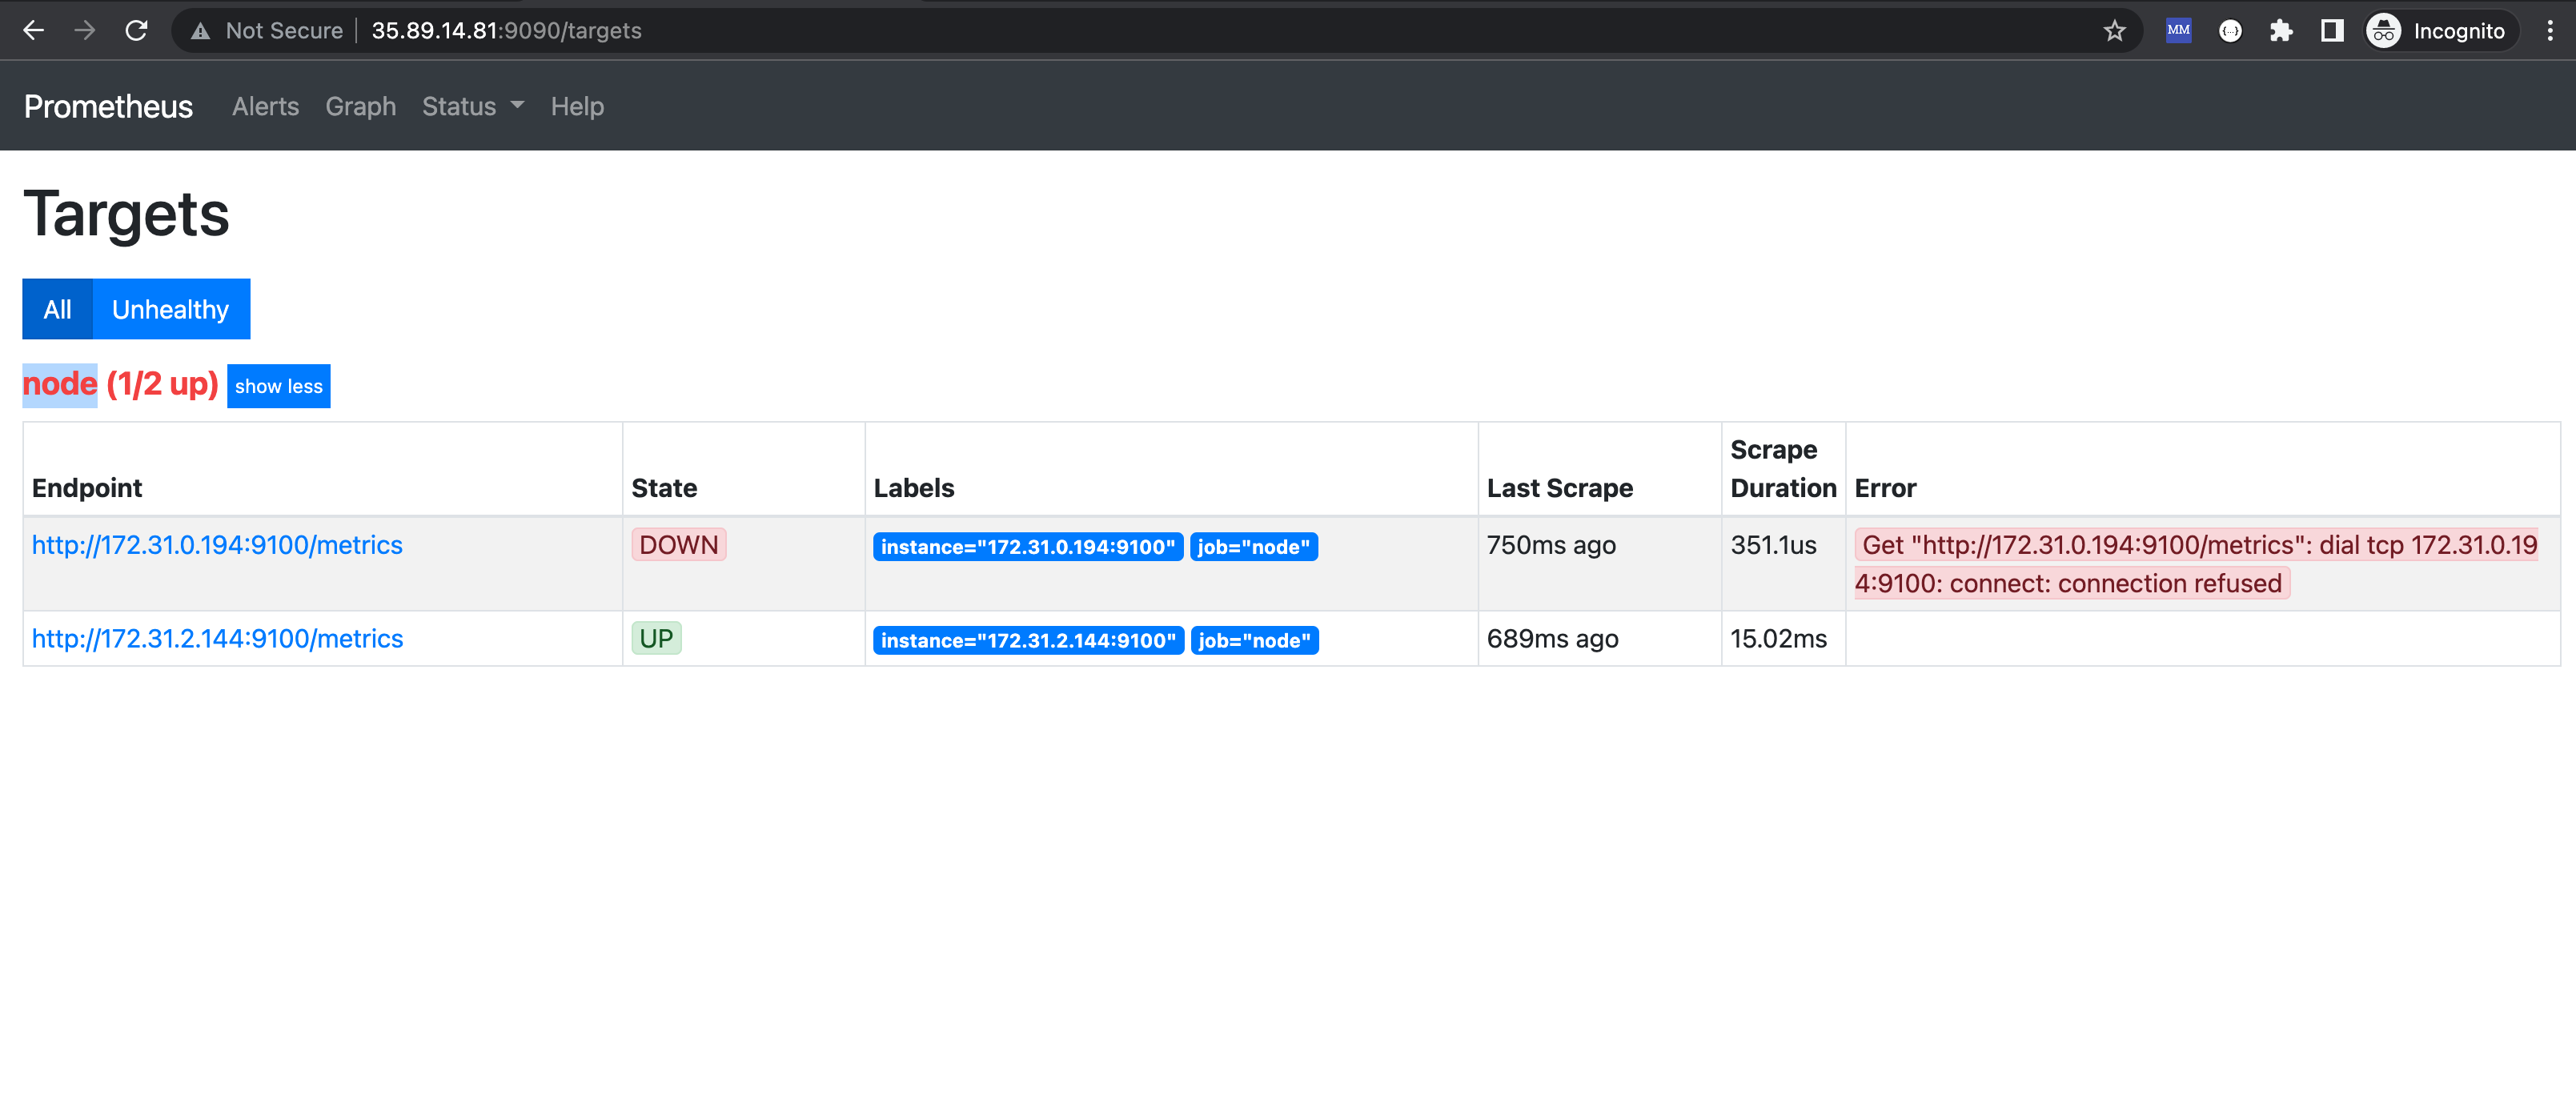 Not Secure 35.89.14.81:9090/targets
MM
{...}
Incognito
Prometheus Alerts Graph Status Help
Targets
All Unhealthy
node (1/2 up) show less
Endpoint State Labels Last Scrape Scrape Duration Error
http://172.31.0.194:9100/metrics DOWN instance="172.31.0.194:9100" job="node" 750ms ago 351.1us Get "http://172.31.0.194:9100/metrics": dial tcp 172.31.0.19
4:9100: connect: connection refused
http://172.31.2.144:9100/metrics UP instance="172.31.2.144:9100" job="node" 689ms ago 15.02ms